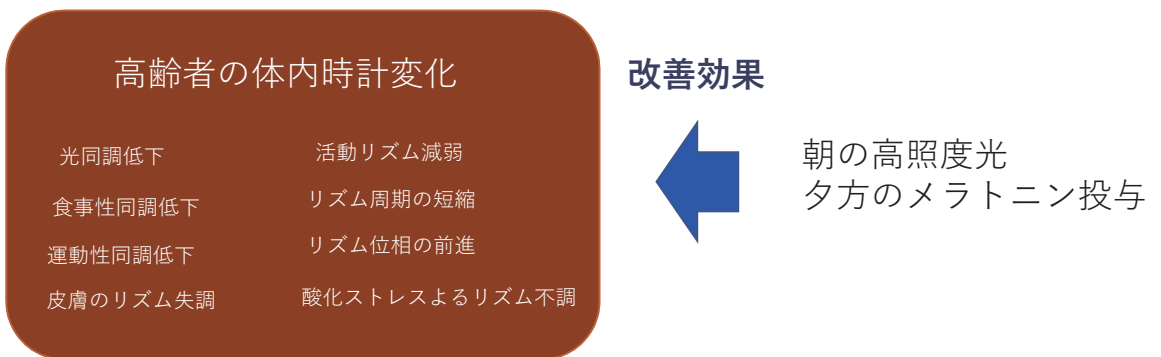 高齢者の体内時計変化
光同調低下
食事性同調低下
運動性同調低下
皮膚のリズム失調
活動リズム減弱
リズム周期の短縮
リズム位相の前進
酸化ストレスよるリズム不調
改善効果
朝の高照度光
夕方のメラトニン投与